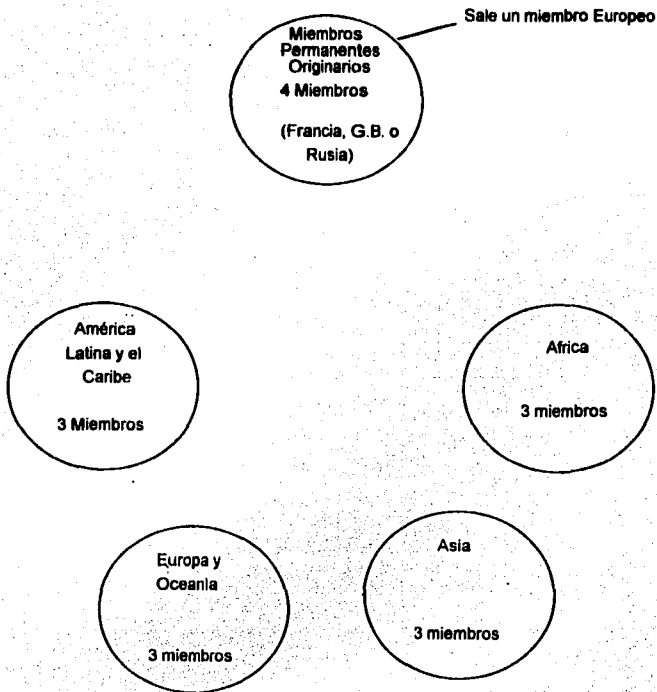 Sale un miembro Europeo
Miembros
Permanentes
Originarios
4 Miembros
(Francia, G.B. o
Rusia)
América
Latina y el
Caribe
3 Miembros
Africa
3 miembros
Europa y
Oceanía
3 miembros
Asia
3 miembros